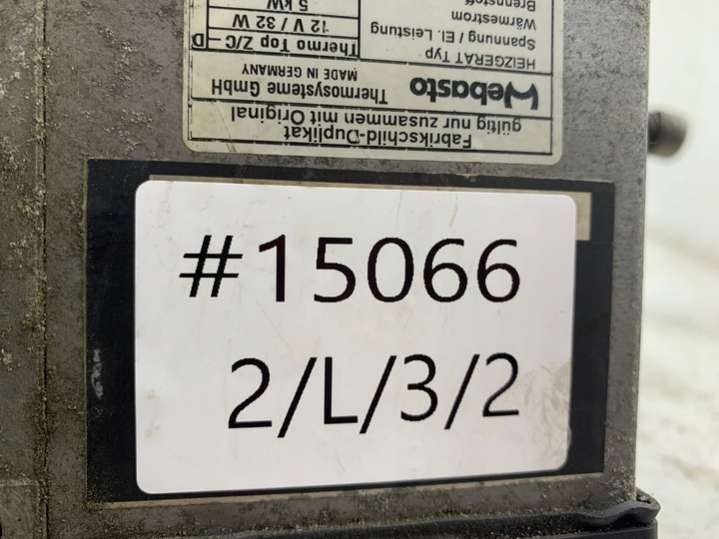 Fabrikschild-Duplikat
gültig nur zusammen mit Original
Webasto
Thermosysteme GmbH
MADE IN GERMANY
HEIZGERÄT Typ Thermo Top Z/C – D
Spannung / El. Leistung 12 V / 32 W
Wärmestrom 5 kW
Brennstoff
#15066
2/L/3/2